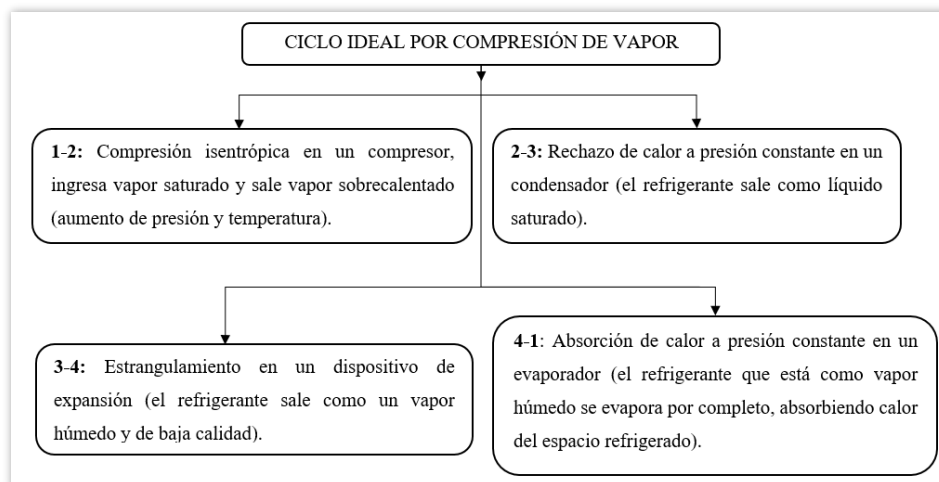 CICLO IDEAL POR COMPRESIÓN DE VAPOR
1-2: Compresión isentrópica en un compresor,
ingresa vapor saturado y sale vapor sobrecalentado
(aumento de presión y temperatura).
2-3: Rechazo de calor a presión constante en un
condensador (el refrigerante sale como líquido
saturado).
3-4: Estrangulamiento en un dispositivo de
expansión (el refrigerante sale como un vapor
húmedo y de baja calidad).
4-1: Absorción de calor a presión constante en un
evaporador (el refrigerante que está como vapor
húmedo se evapora por completo, absorbiendo calor
del espacio refrigerado).